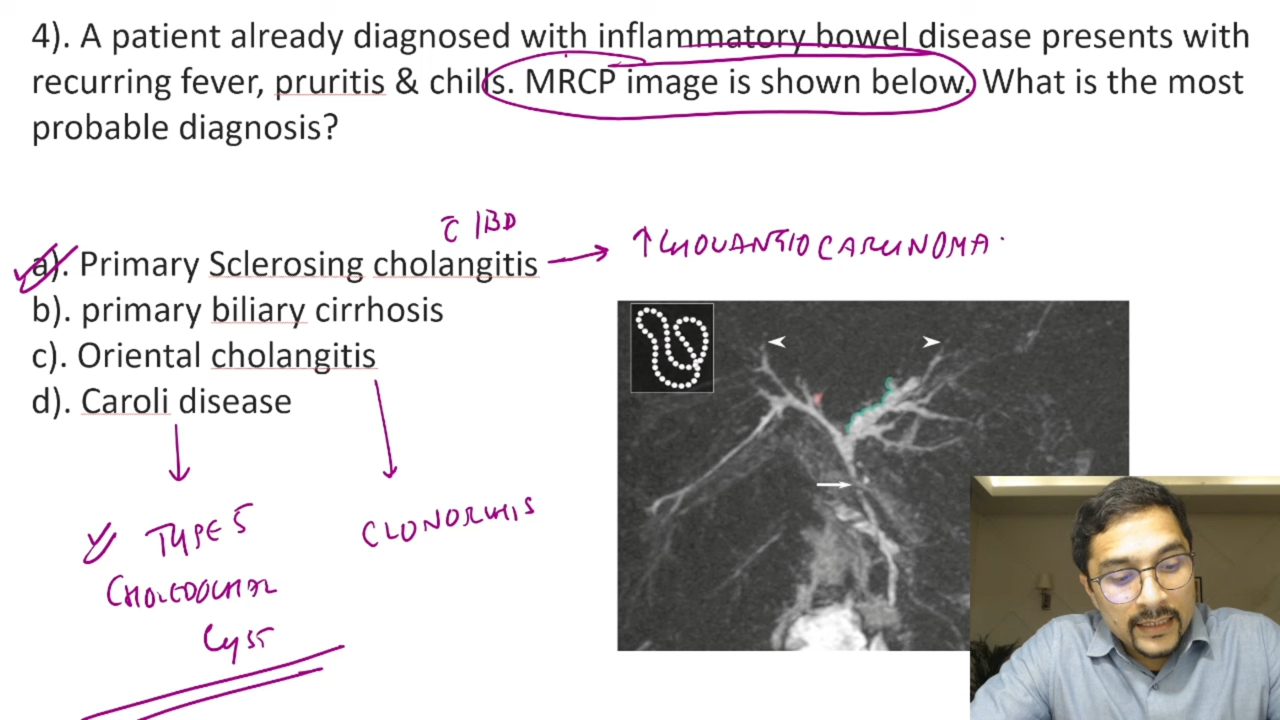 4). A patient already diagnosed with inflammatory bowel disease presents with
recurring fever, pruritis & chills. MRCP image is shown below. What is the most
probable diagnosis?
c̄ IBD
a). Primary Sclerosing cholangitis
↑CHOLANGIOCARCINOMA.
b). primary biliary cirrhosis
c). Oriental cholangitis
d). Caroli disease
TYPE 5
CHOLEDOCHAL
Cyst
CLONORCHIS